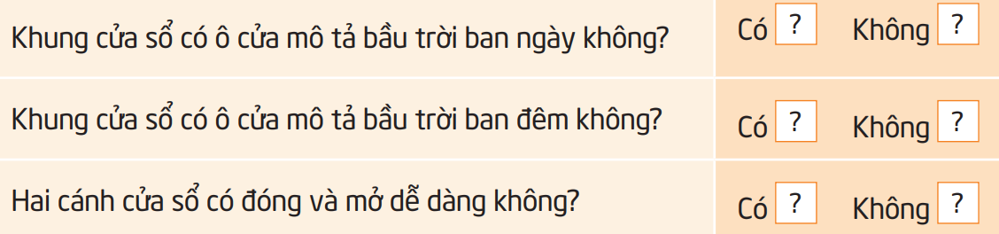 Khung cửa sổ có ô cửa mô tả bầu trời ban ngày không? Có ? Không ?
Khung cửa sổ có ô cửa mô tả bầu trời ban đêm không? Có ? Không ?
Hai cánh cửa sổ có đóng và mở dễ dàng không? Có ? Không ?